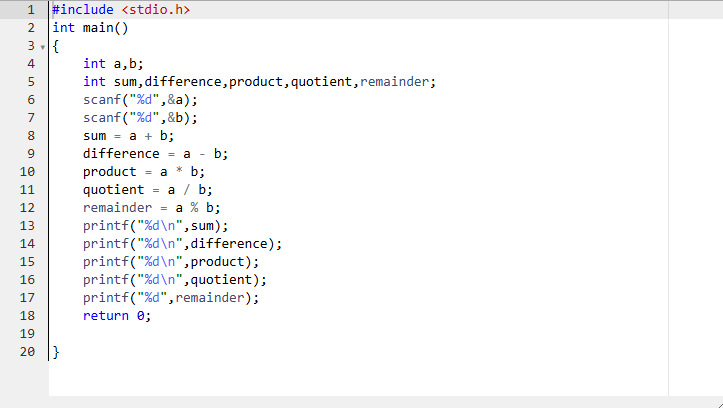 1 #include <stdio.h>
2 int main()
3 {
4 int a,b;
5 int sum,difference,product,quotient,remainder;
6 scanf("%d",&a);
7 scanf("%d",&b);
8 sum = a + b;
9 difference = a - b;
10 product = a * b;
11 quotient = a / b;
12 remainder = a % b;
13 printf("%d\n",sum);
14 printf("%d\n",difference);
15 printf("%d\n",product);
16 printf("%d\n",quotient);
17 printf("%d",remainder);
18 return 0;
19
20 }